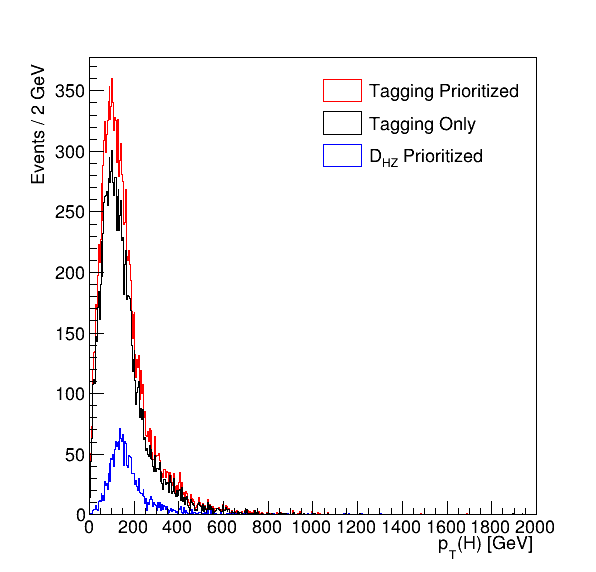 Events / 2 GeV
350
300
250
200
150
100
50
0
Tagging Prioritized
Tagging Only
D_HZ Prioritized
0 200 400 600 800 1000 1200 1400 1600 1800 2000
p_T(H) [GeV]